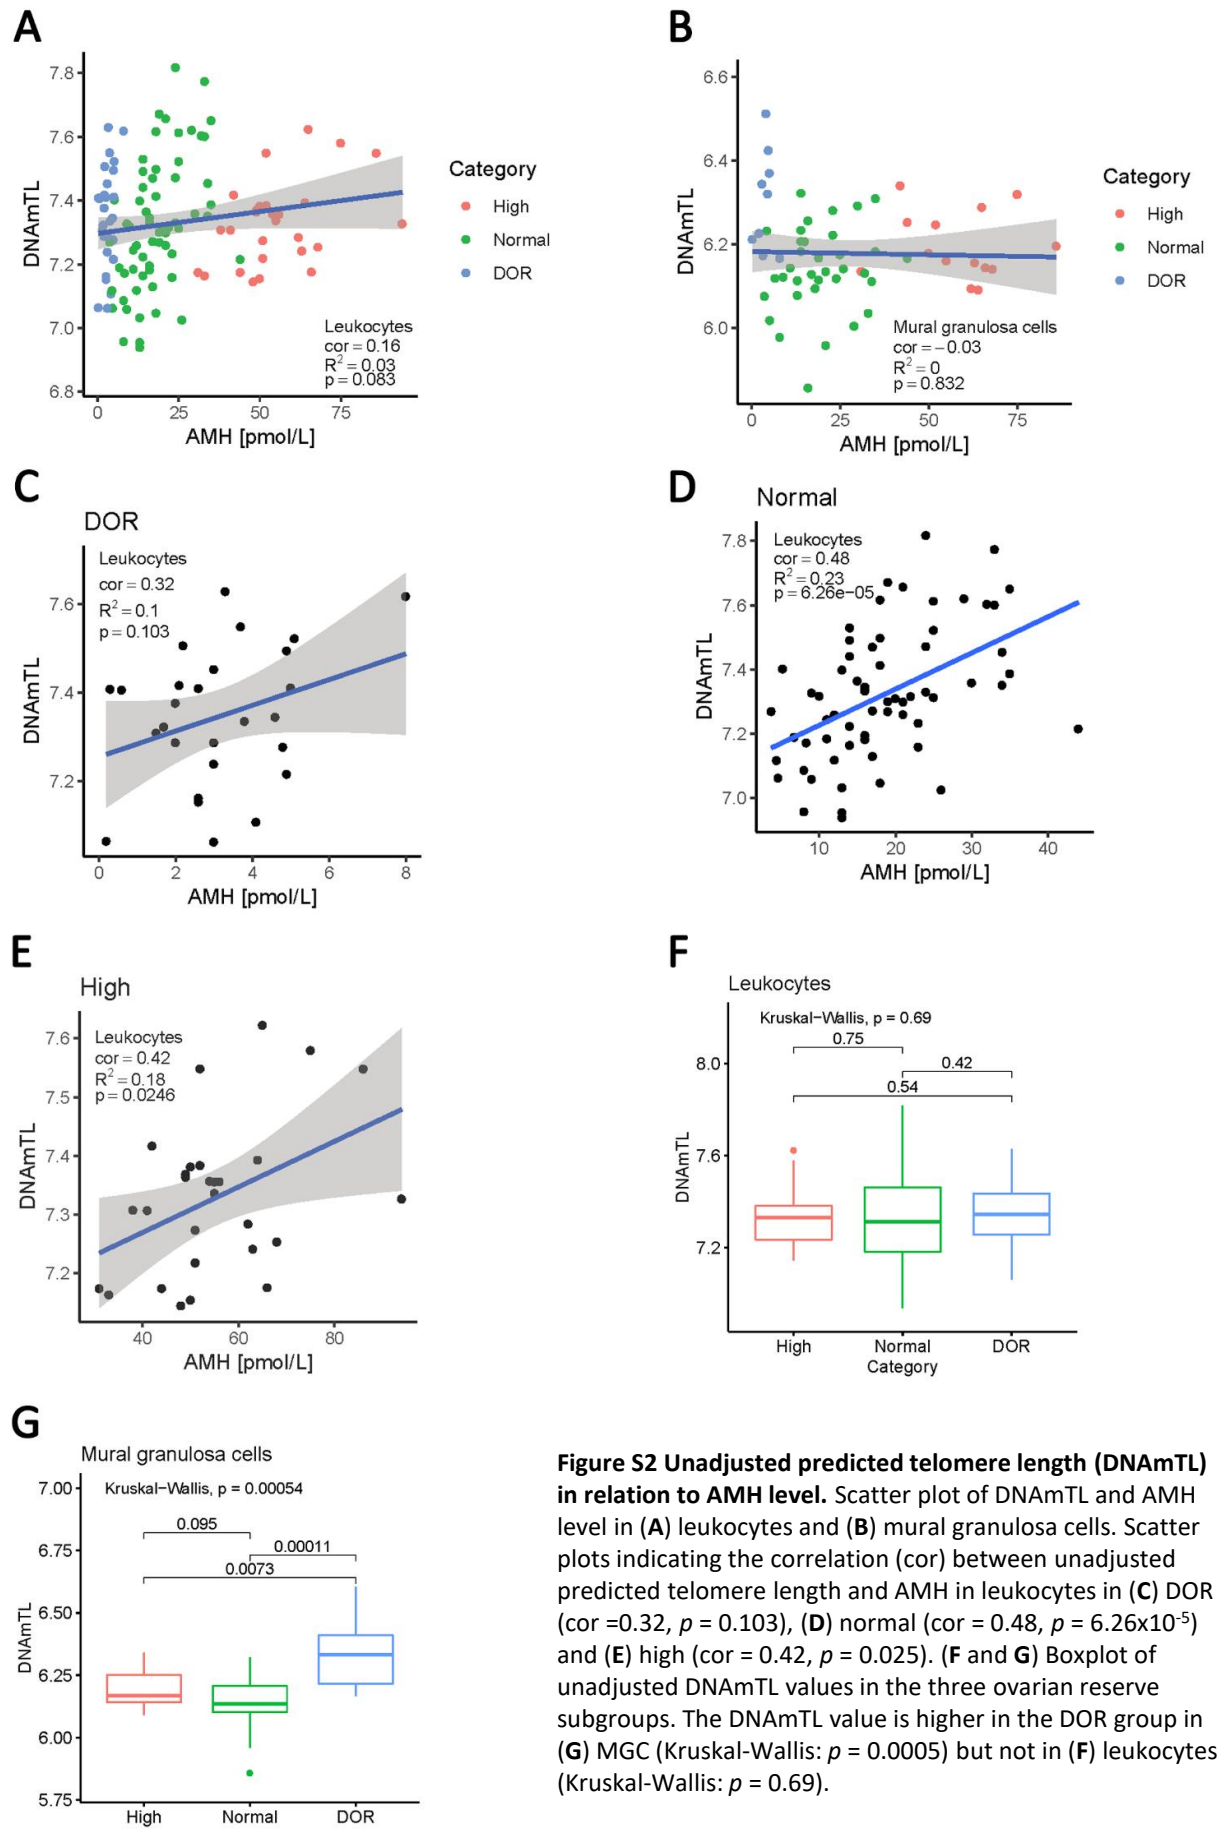 A
7.8
7.6
7.4
7.2
7.0
6.8
DNAmTL
0 25 50 75
AMH [pmol/L]
Category
High
Normal
DOR
Leukocytes
cor = 0.16
R² = 0.03
p = 0.083
B
6.6
6.4
6.2
6.0
DNAmTL
0 25 50 75
AMH [pmol/L]
Category
High
Normal
DOR
Mural granulosa cells
cor = −0.03
R² = 0
p = 0.832
C
DOR
Leukocytes
cor = 0.32
R² = 0.1
p = 0.103
7.6
7.4
7.2
DNAmTL
0 2 4 6 8
AMH [pmol/L]
D
Normal
Leukocytes
cor = 0.48
R² = 0.23
p = 6.26e−05
7.8
7.6
7.4
7.2
7.0
DNAmTL
10 20 30 40
AMH [pmol/L]
E
High
Leukocytes
cor = 0.42
R² = 0.18
p = 0.0246
7.6
7.5
7.4
7.3
7.2
DNAmTL
40 60 80
AMH [pmol/L]
F
Leukocytes
Kruskal−Wallis, p = 0.69
0.75
0.42
0.54
8.0
7.6
7.2
DNAmTL
High Normal DOR
Category
G
Mural granulosa cells
Kruskal−Wallis, p = 0.00054
0.095
0.00011
0.0073
7.00
6.75
6.50
6.25
6.00
5.75
DNAmTL
High Normal DOR
Figure S2 Unadjusted predicted telomere length (DNAmTL)
in relation to AMH level. Scatter plot of DNAmTL and AMH
level in (A) leukocytes and (B) mural granulosa cells. Scatter
plots indicating the correlation (cor) between unadjusted
predicted telomere length and AMH in leukocytes in (C) DOR
(cor =0.32, p = 0.103), (D) normal (cor = 0.48, p = 6.26x10⁻⁵)
and (E) high (cor = 0.42, p = 0.025). (F and G) Boxplot of
unadjusted DNAmTL values in the three ovarian reserve
subgroups. The DNAmTL value is higher in the DOR group in
(G) MGC (Kruskal-Wallis: p = 0.0005) but not in (F) leukocytes
(Kruskal-Wallis: p = 0.69).